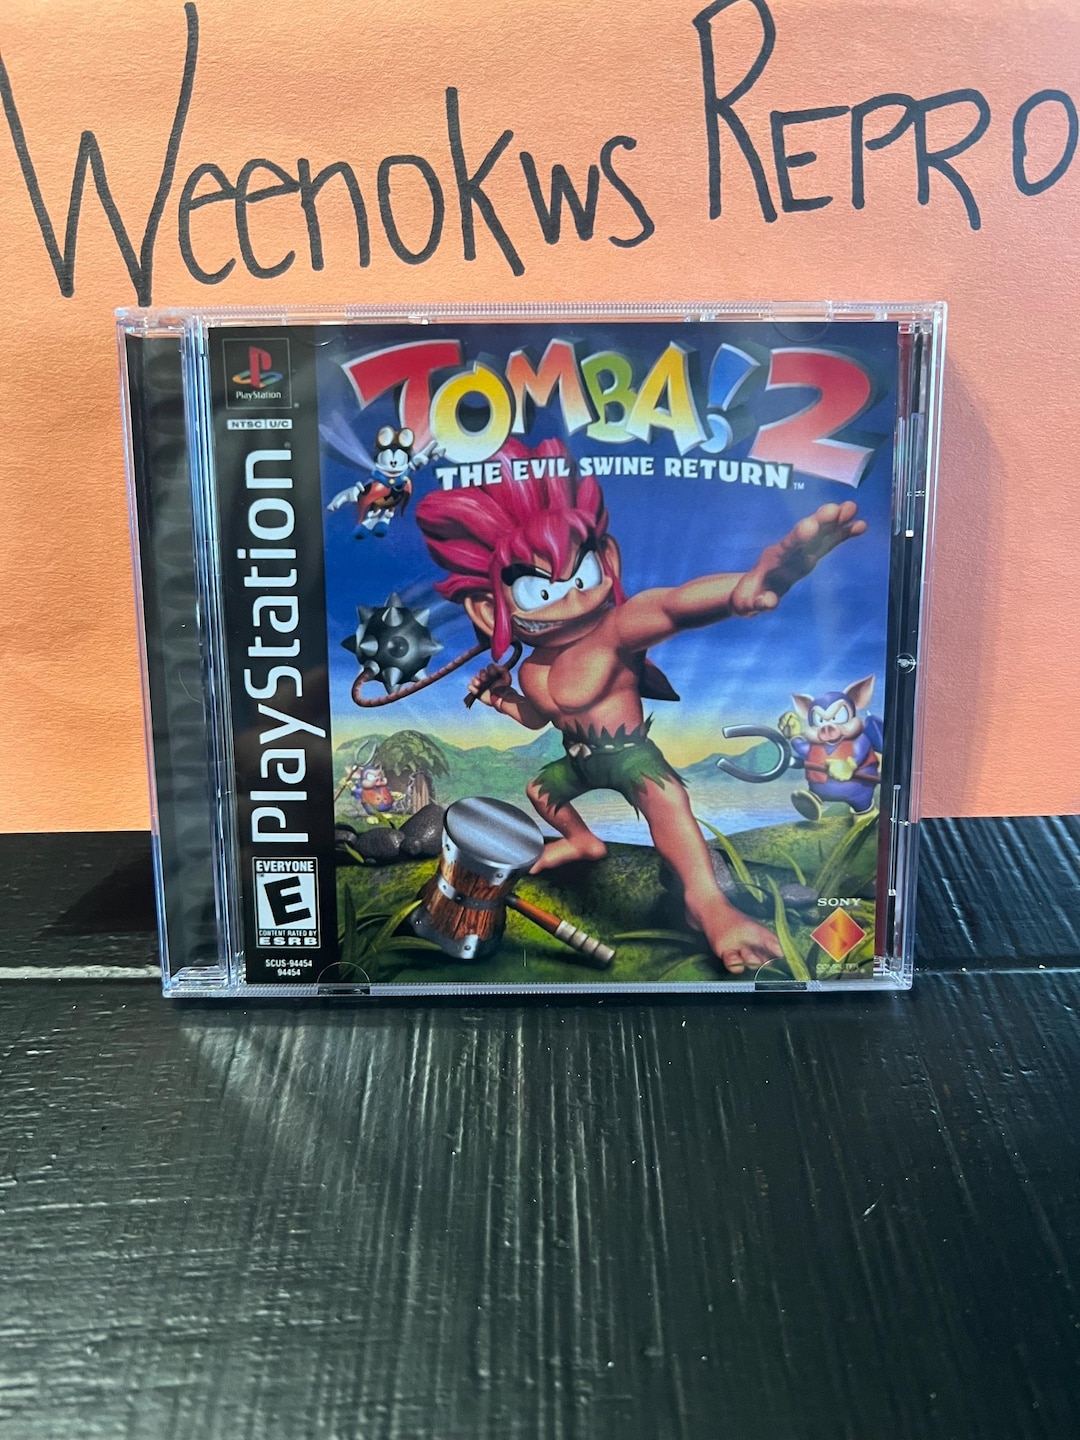 Weenokws Repro
PlayStation
NTSC U/C
PlayStation
TOMBA! 2
THE EVIL SWINE RETURN™
EVERYONE
E
CONTENT RATED BY
ESRB
SCUS-94454
94454
SONY